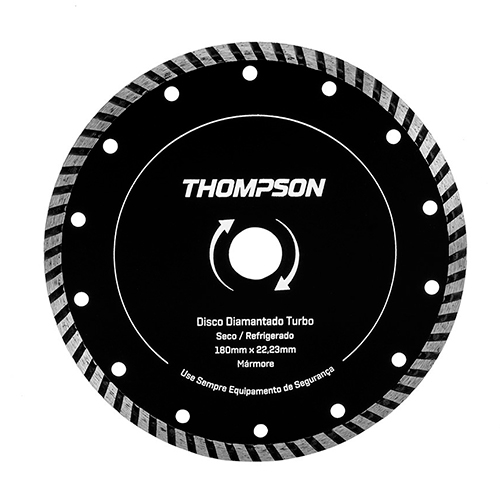 THOMPSON
Disco Diamantado Turbo
Seco / Refrigerado
180mm x 22,23mm
Mármore
Use Sempre Equipamento de Segurança